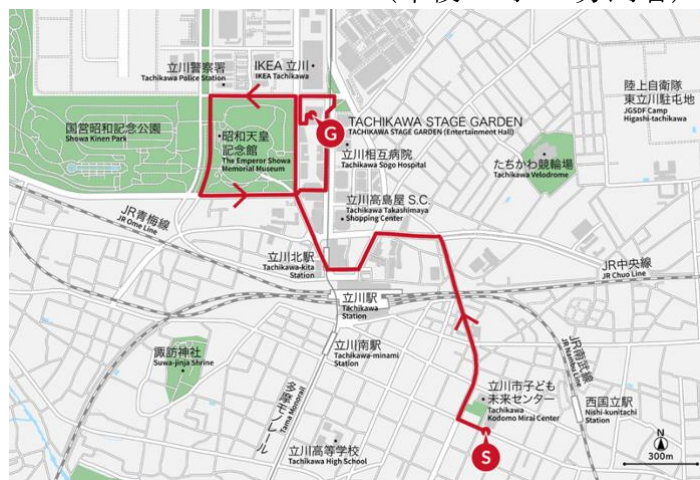 立川警察署
Tachikawa Police Station
IKEA 立川
IKEA Tachikawa
陸上自衛隊
東立川駐屯地
JGSDF Camp
Higashi-tachikawa
国営昭和記念公園
Showa Kinen Park
昭和天皇
記念館
The Emperor Showa
Memorial Museum
G
TACHIKAWA STAGE GARDEN
TACHIKAWA STAGE GARDEN (Entertainment Hall)
立川相互病院
Tachikawa Sogo Hospital
たちかわ競輪場
Tachikawa Velodrome
立川高島屋 S.C.
Tachikawa Takashimaya
Shopping Center
JR青梅線
JR Ome Line
立川北駅
Tachikawa-kita
Station
JR中央線
JR Chuo Line
立川駅
Tachikawa
Station
諏訪神社
Suwa-jinja Shrine
立川南駅
Tachikawa-minami
Station
JR南武線
JR Nambu Line
多摩モノレール
Tama Monorail
立川市子ども
未来センター
Tachikawa
Kodomo Mirai Center
西国立駅
Nishi-kunitachi
Station
立川高等学校
Tachikawa High School
S
N
300m